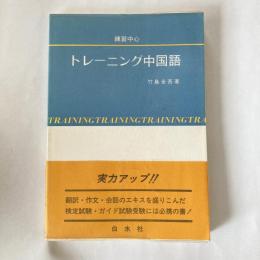 練習中心
トレーニング中国語
竹島金吾著
TRAININGTRAININGTRAININGTRA
実力アップ!!
翻訳・作文・会話のエキスを盛りこんだ
検定試験・ガイド試験受験には必携の書！
白水社